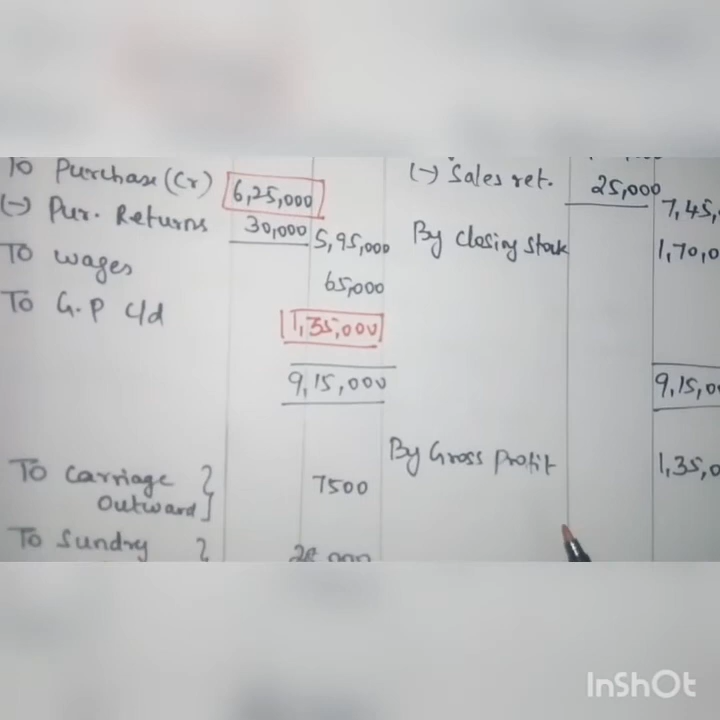 To Purchase (Cr) 6,25,000
(-) Pur. Returns 30,000 5,95,000
To wages 65,000
To G.P c/d 1,35,000
9,15,000
To Carriage outward } 7500
To Sundry }
(-) Sales ret. 25,000
7,45,
By closing stock 1,70,0
9,15,0
By Gross profit 1,35,0
InShOt